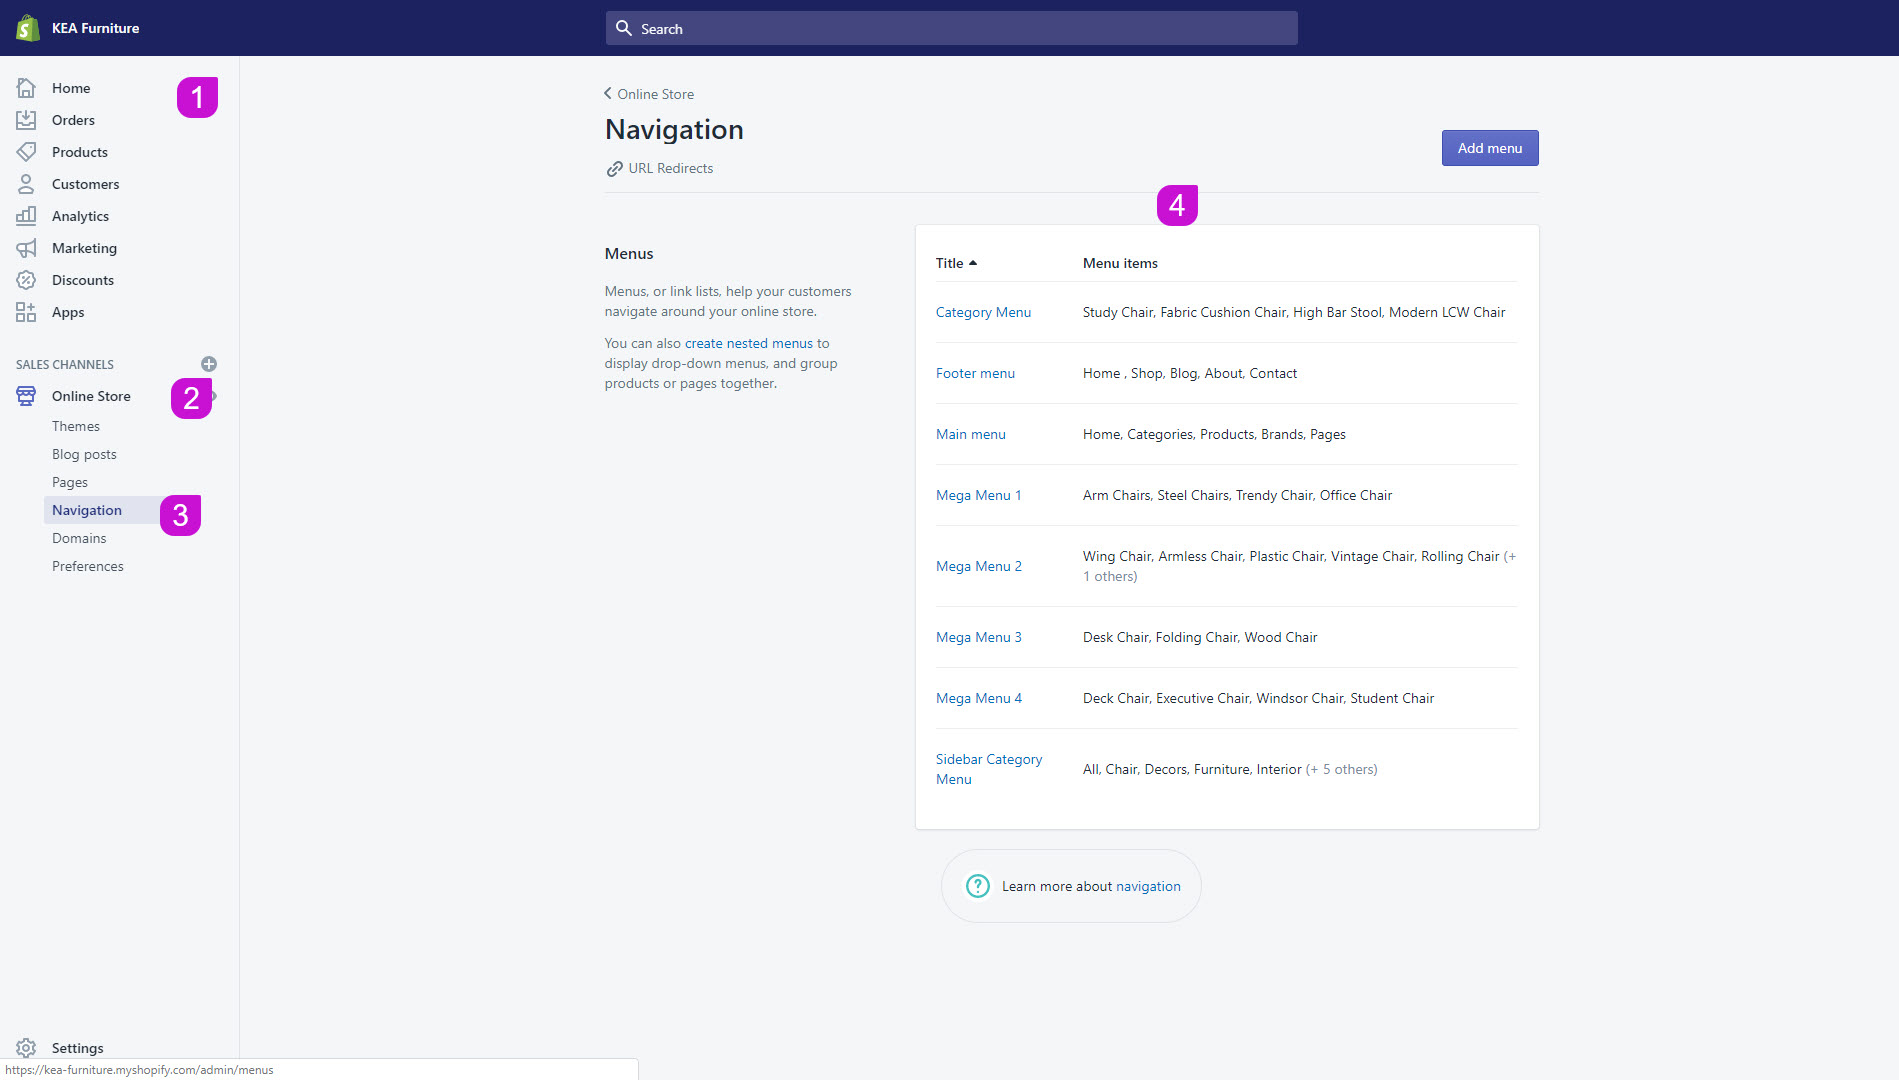 KEA Furniture
Search
Home
1
Orders
Products
Customers
Analytics
Marketing
Discounts
Apps
SALES CHANNELS
Online Store
2
Themes
Blog posts
Pages
Navigation
3
Domains
Preferences
Settings
https://kea-furniture.myshopify.com/admin/menus
Online Store
Navigation
URL Redirects
Add menu
4
Menus
Menus, or link lists, help your customers
navigate around your online store.
You can also create nested menus to
display drop-down menus, and group
products or pages together.
Title Menu items
Category Menu Study Chair, Fabric Cushion Chair, High Bar Stool, Modern LCW Chair
Footer menu Home , Shop, Blog, About, Contact
Main menu Home, Categories, Products, Brands, Pages
Mega Menu 1 Arm Chairs, Steel Chairs, Trendy Chair, Office Chair
Mega Menu 2 Wing Chair, Armless Chair, Plastic Chair, Vintage Chair, Rolling Chair (+
1 others)
Mega Menu 3 Desk Chair, Folding Chair, Wood Chair
Mega Menu 4 Deck Chair, Executive Chair, Windsor Chair, Student Chair
Sidebar Category
Menu
All, Chair, Decors, Furniture, Interior (+ 5 others)
Learn more about navigation